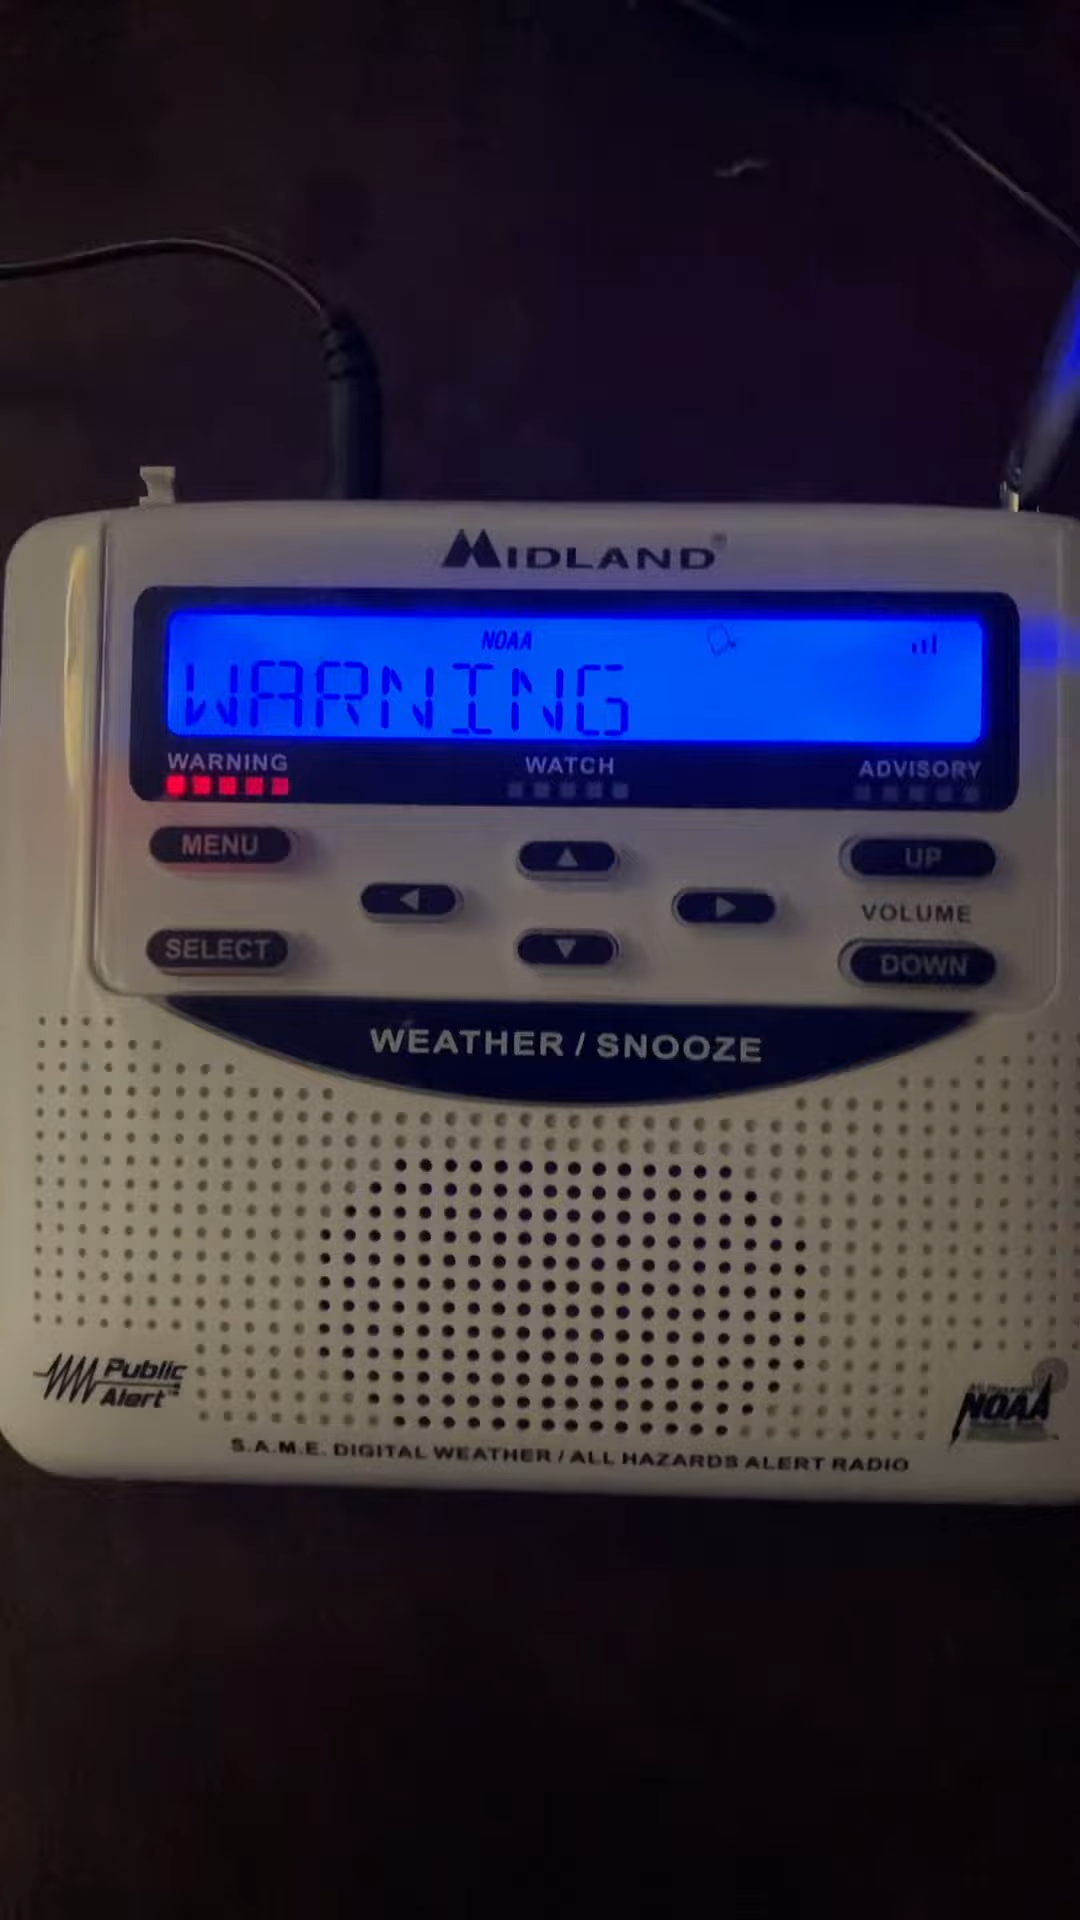 MIDLAND®
NOAA
WARNING
WARNING WATCH ADVISORY
MENU
UP
VOLUME
SELECT
DOWN
WEATHER / SNOOZE
Public
Alert™
NOAA
S.A.M.E. DIGITAL WEATHER / ALL HAZARDS ALERT RADIO